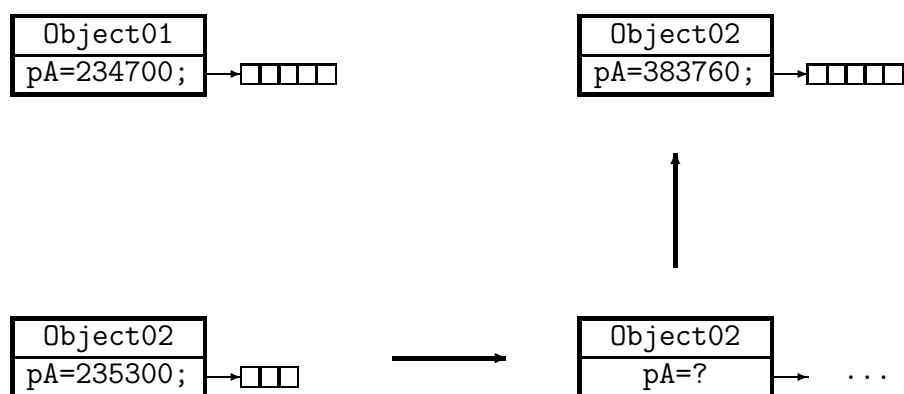 Object01
pA=234700;
Object02
pA=383760;
Object02
pA=235300;
Object02
pA=?
...